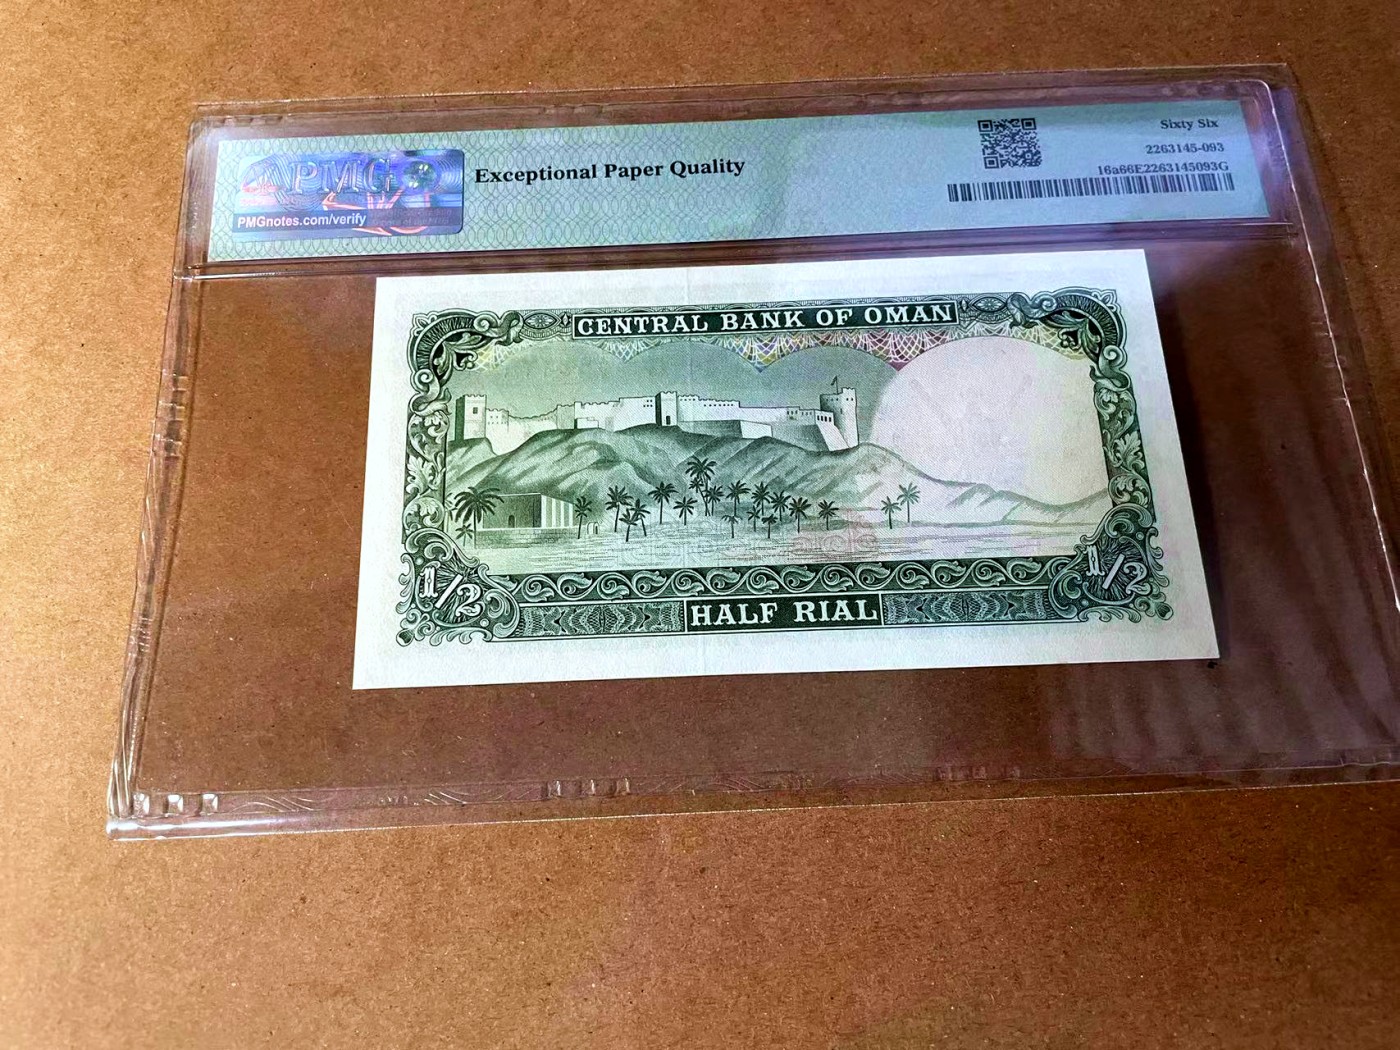 PMG
PMGnotes.com/verify
Exceptional Paper Quality
Sixty Six
2263145-093
16a66E2263145093G
CENTRAL BANK OF OMAN
1/2
1/2
HALF RIAL